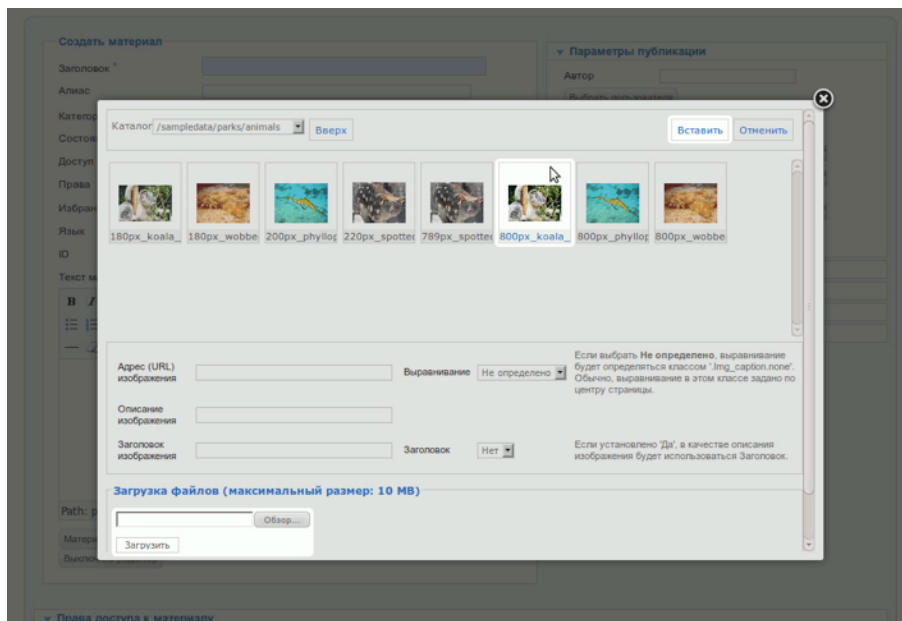 Создать материал
Заголовок *
Алиас
Категор
Состоя
Доступ
Права
Избран
Язык
ID
Текст м
B I
Path: p
Матери
Параметры публикации
Автор
Выбрать пользователя
Каталог /sampledata/parks/animals Вверх
Вставить Отменить
180px_koala_ 180px_wobbe 200px_phyllop 220px_spotte 789px_spotte 800px_koala_ 800px_phyllop 800px_wobbe
Адрес (URL) изображения
Выравнивание Не определено
Если выбрать Не определено, выравнивание
будет определяться классом '.Img_caption.none'.
Обычно, выравнивание в этом классе задано по
центру страницы.
Описание
изображения
Заголовок
изображения
Заголовок Нет
Если установлено 'Да', в качестве описания
изображения будет использоваться Заголовок.
Загрузка файлов (максимальный размер: 10 MB)
Обзор...
Загрузить
Права доступа к материалу